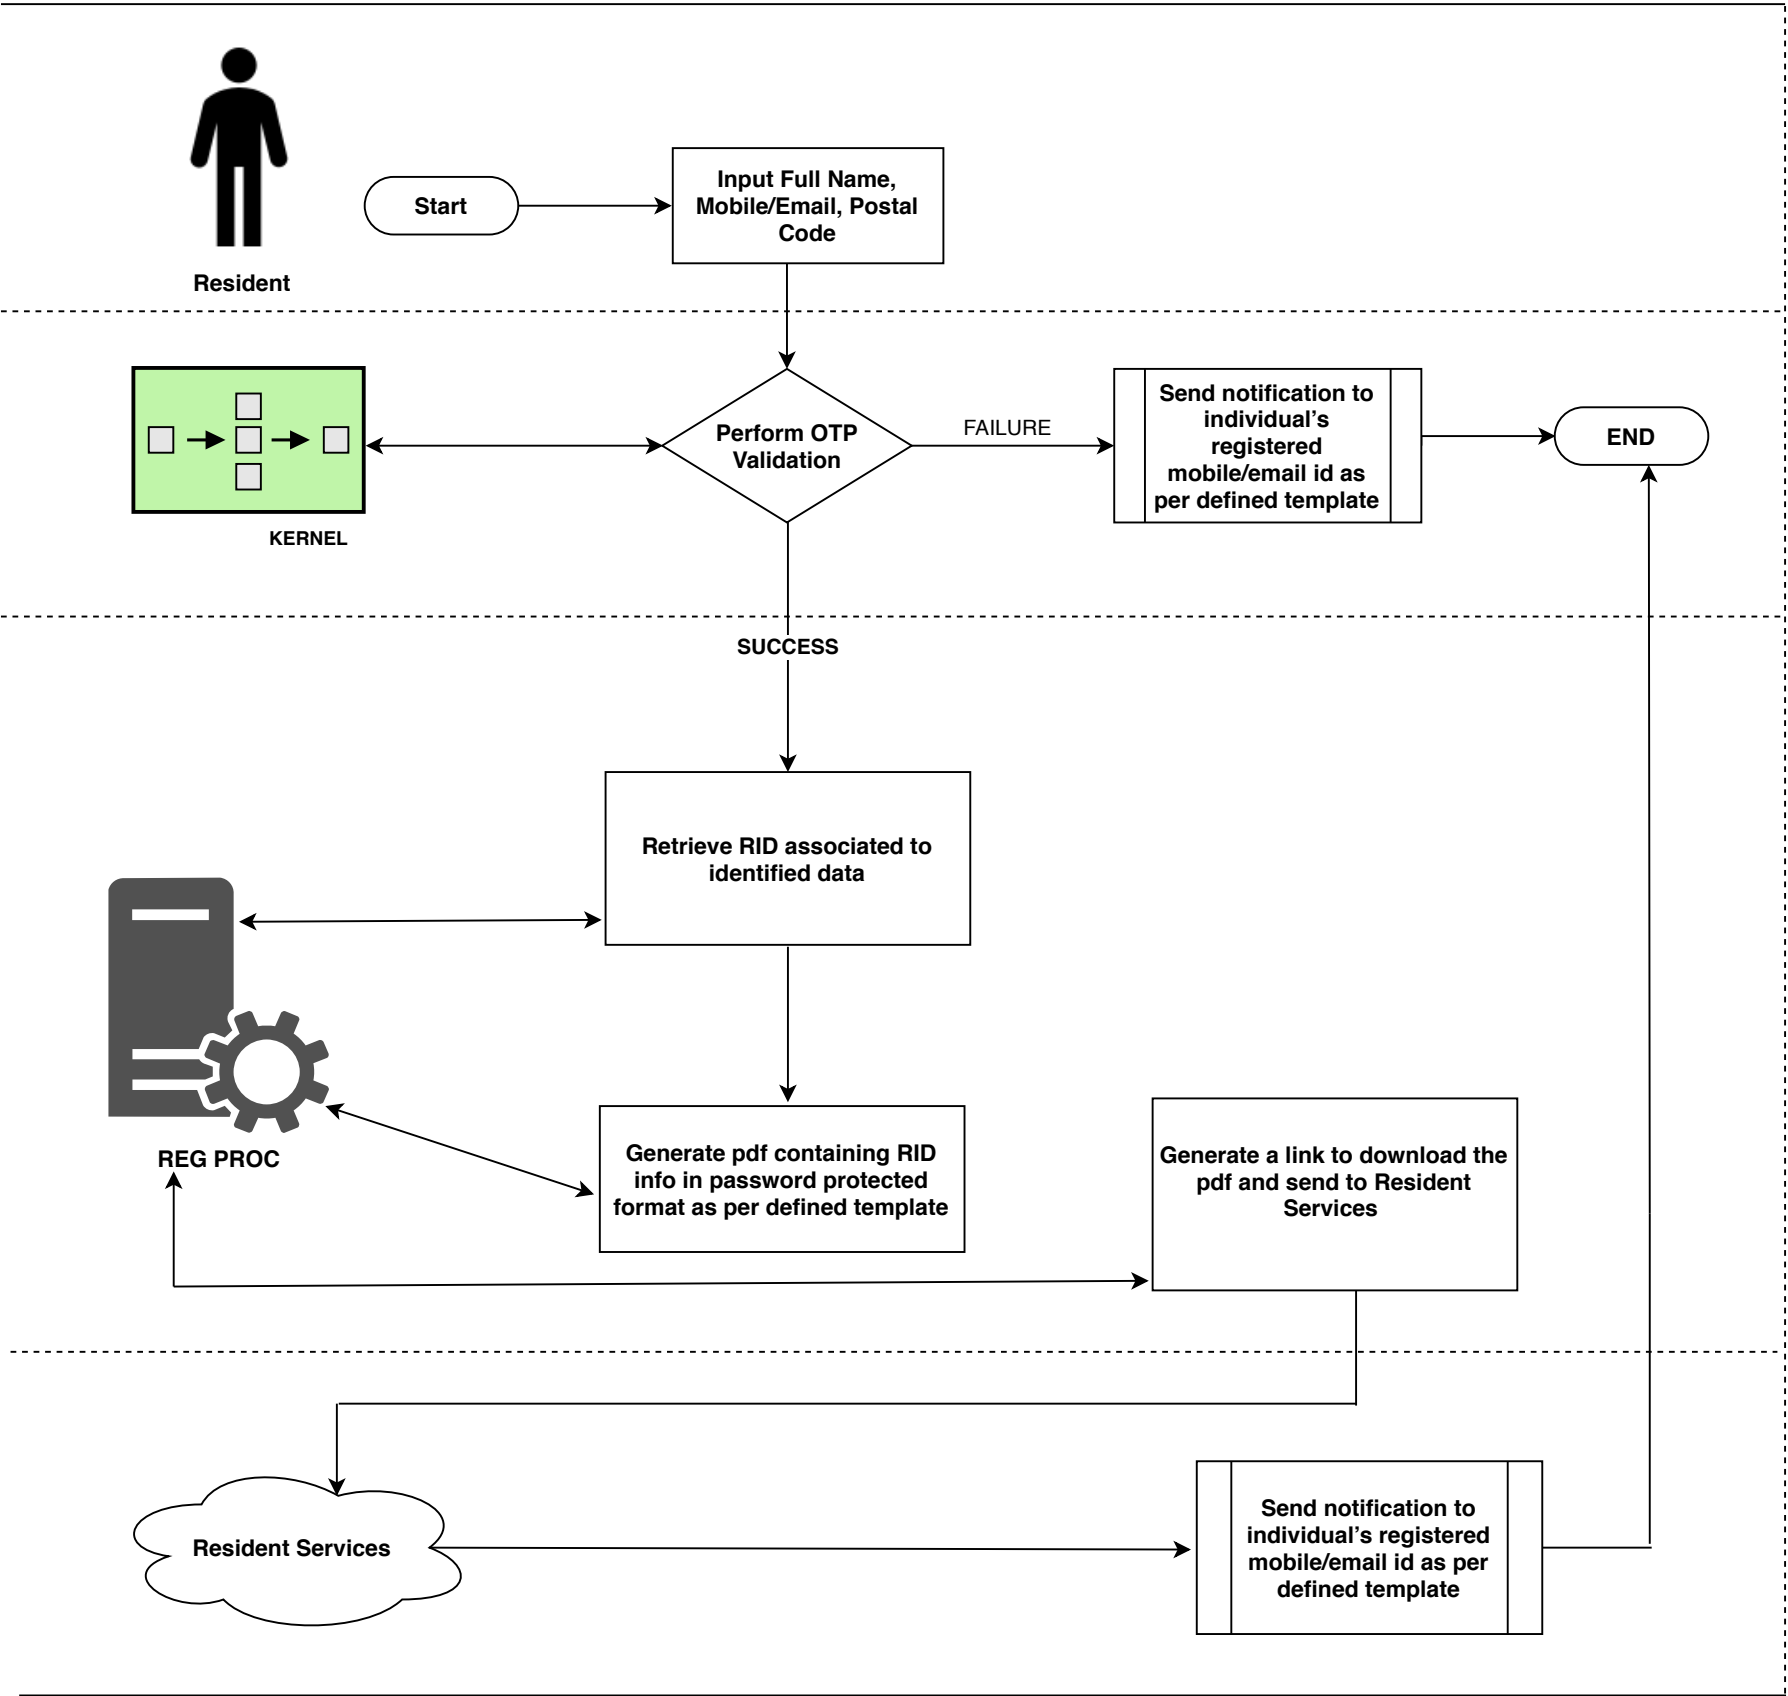 Start
Input Full Name,
Mobile/Email, Postal
Code
Resident
Perform OTP
Validation
FAILURE
Send notification to
individual’s
registered
mobile/email id as
per defined template
END
KERNEL
SUCCESS
Retrieve RID associated to
identified data
REG PROC
Generate pdf containing RID
info in password protected
format as per defined template
Generate a link to download the
pdf and send to Resident
Services
Resident Services
Send notification to
individual’s registered
mobile/email id as per
defined template